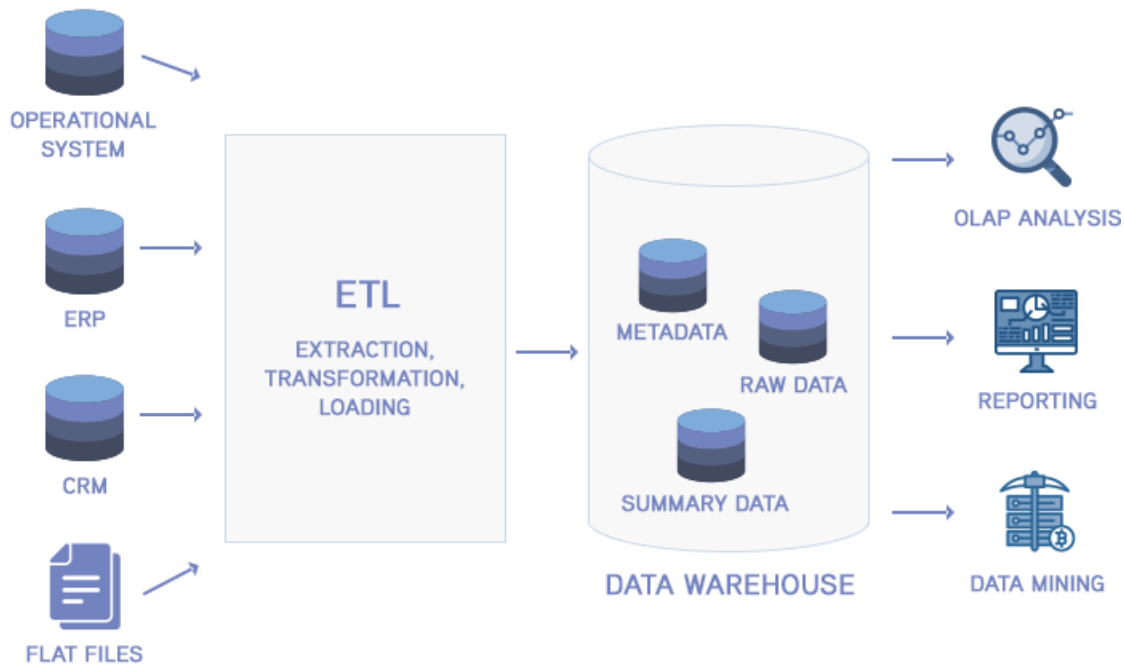 OPERATIONAL
SYSTEM
ERP
CRM
FLAT FILES
ETL
EXTRACTION,
TRANSFORMATION,
LOADING
METADATA
RAW DATA
SUMMARY DATA
DATA WAREHOUSE
OLAP ANALYSIS
REPORTING
DATA MINING